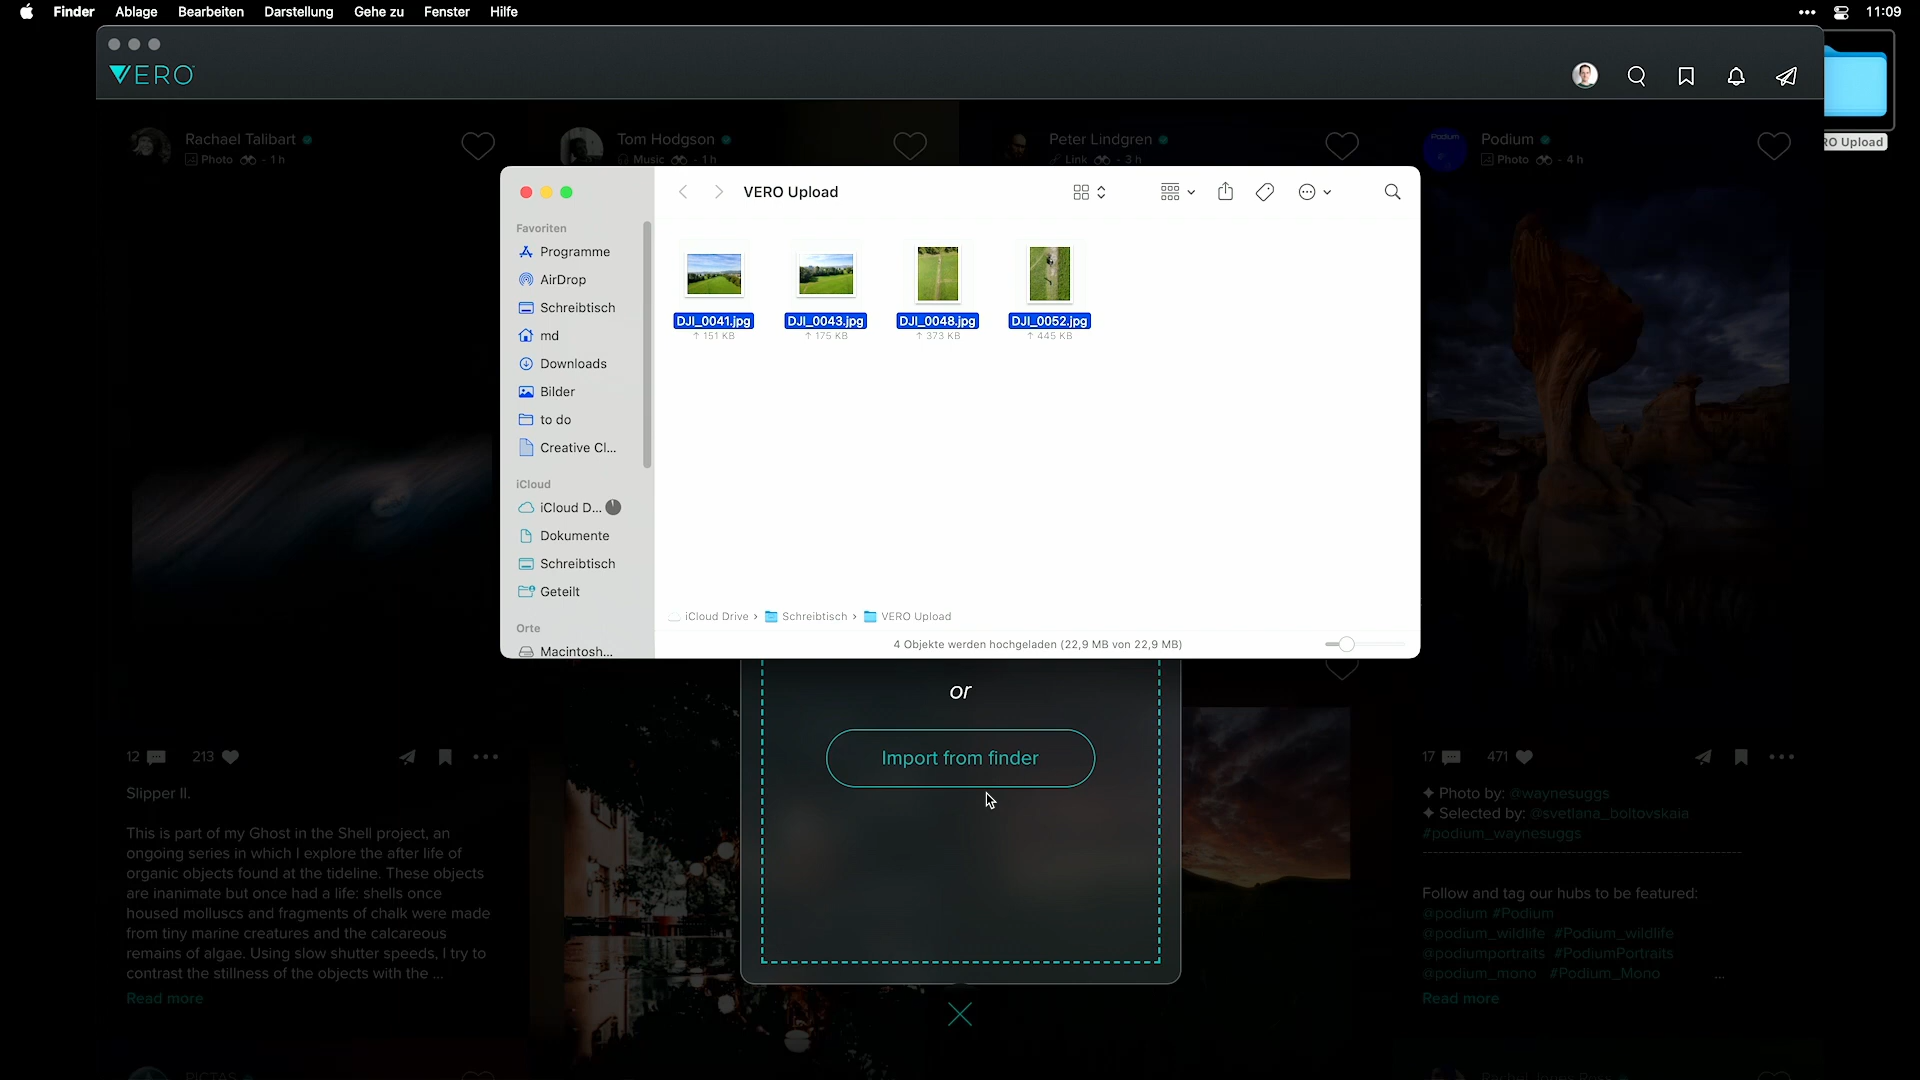 Finder Ablage Bearbeiten Darstellung Gehe zu Fenster Hilfe 11:09
VERO
RO Upload
Rachael Talibart
Photo - 1 h
Tom Hodgson
Music - 1 h
Peter Lindgren
Link - 3 h
Podium
Podium
Photo - 4 h
VERO Upload
Favoriten
Programme
AirDrop
Schreibtisch
md
Downloads
Bilder
to do
Creative Cl...
iCloud
iCloud D...
Dokumente
Schreibtisch
Geteilt
Orte
Macintosh...
DJI_0041.jpg
↑ 151 KB
DJI_0043.jpg
↑ 175 KB
DJI_0048.jpg
↑ 373 KB
DJI_0052.jpg
↑ 445 KB
iCloud Drive › Schreibtisch › VERO Upload
4 Objekte werden hochgeladen (22,9 MB von 22,9 MB)
or
Import from finder
12 213
Slipper II.
This is part of my Ghost in the Shell project, an
ongoing series in which I explore the after life of
organic objects found at the tideline. These objects
are inanimate but once had a life: shells once
housed molluscs and fragments of chalk were made
from tiny marine creatures and the calcareous
remains of algae. Using slow shutter speeds, I try to
contrast the stillness of the objects with the ...
Read more
17 471
✦ Photo by: @waynesuggs
✦ Selected by: @svetlana_boltovskaia
#podium_waynesuggs
Follow and tag our hubs to be featured:
@podium #Podium
@podium_wildlife #Podium_wildlife
@podiumportraits #PodiumPortraits
@podium_mono #Podium_Mono ...
Read more
PICTAS